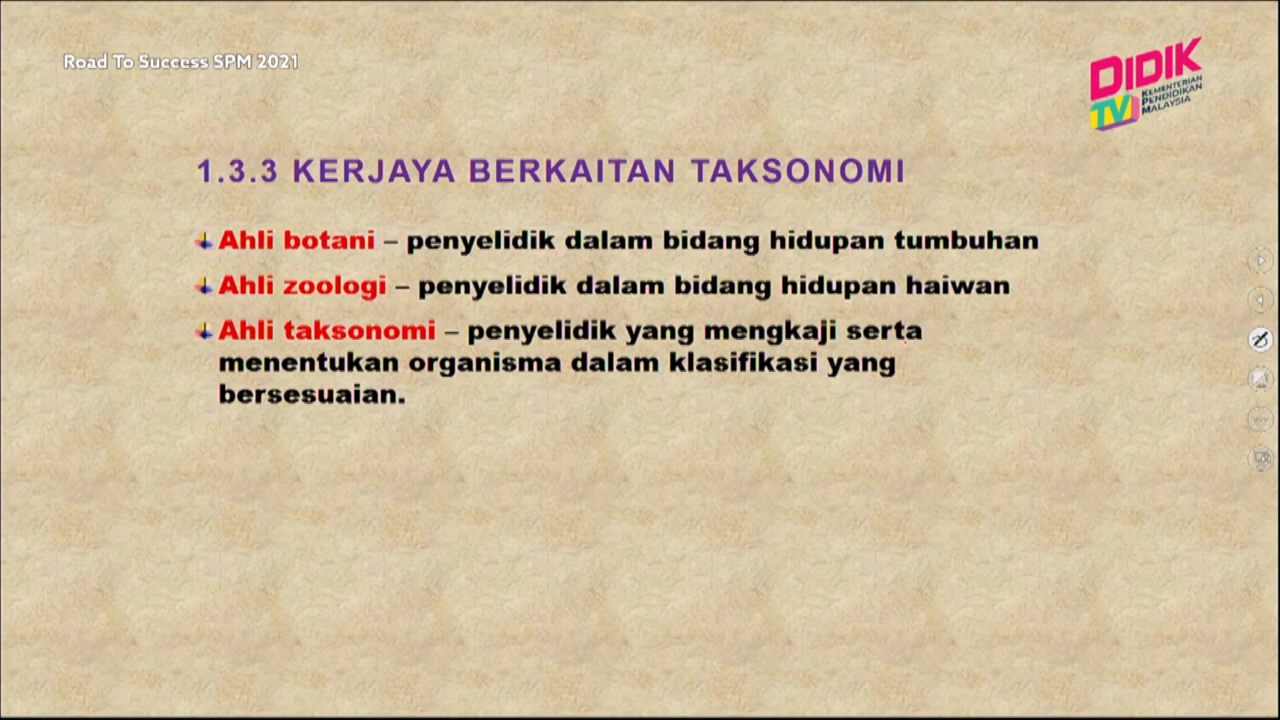 Road To Success SPM 2021
DIDIK
TV
KEMENTERIAN
PENDIDIKAN
MALAYSIA
1.3.3 KERJAYA BERKAITAN TAKSONOMI
Ahli botani – penyelidik dalam bidang hidupan tumbuhan
Ahli zoologi – penyelidik dalam bidang hidupan haiwan
Ahli taksonomi – penyelidik yang mengkaji serta
menentukan organisma dalam klasifikasi yang
bersesuaian.